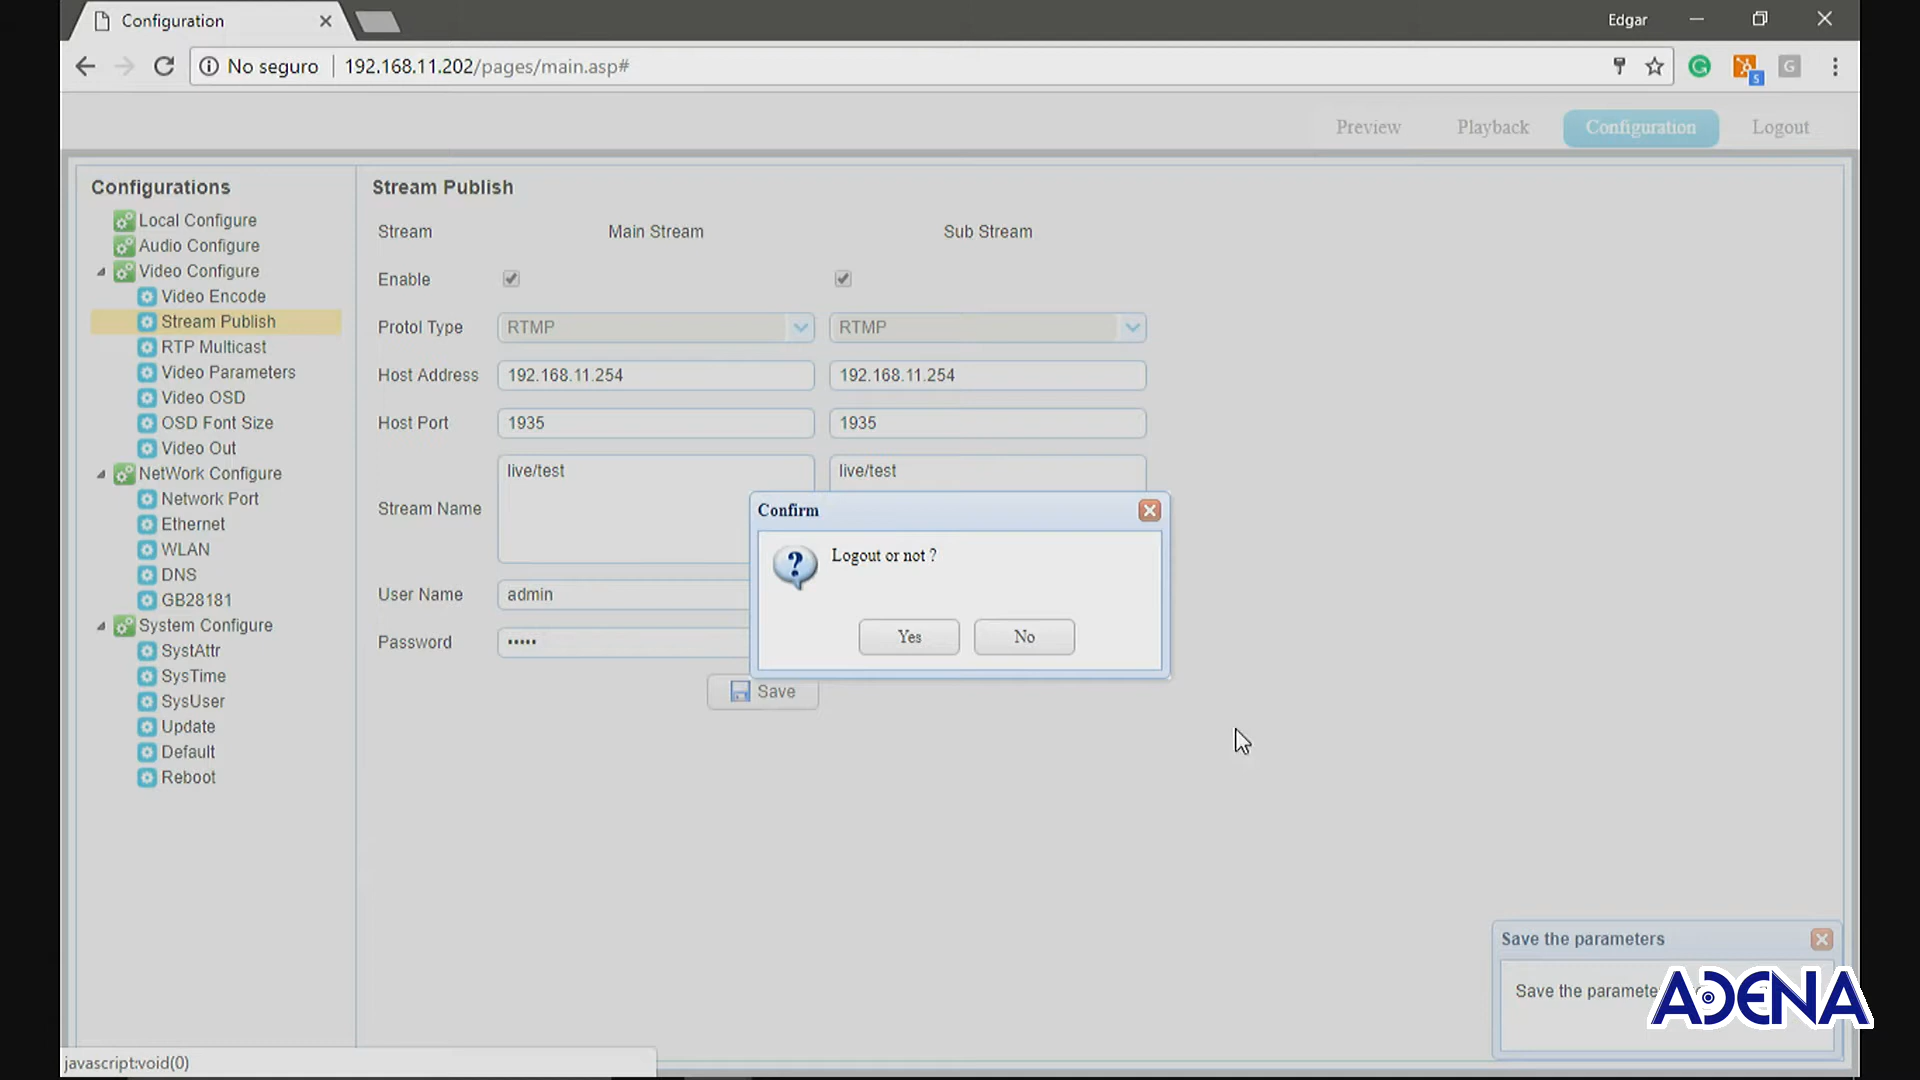 Configuration
Edgar
No seguro
192.168.11.202/pages/main.asp#
5
G
G
Preview
Playback
Configuration
Logout
Configurations
Local Configure
Audio Configure
Video Configure
Video Encode
Stream Publish
RTP Multicast
Video Parameters
Video OSD
OSD Font Size
Video Out
NetWork Configure
Network Port
Ethernet
WLAN
DNS
GB28181
System Configure
SystAttr
SysTime
SysUser
Update
Default
Reboot
Stream Publish
Stream Main Stream Sub Stream
Enable
Protol Type RTMP RTMP
Host Address 192.168.11.254 192.168.11.254
Host Port 1935 1935
Stream Name live/test live/test
User Name admin
Password •••••
Save
Confirm
Logout or not ?
Yes No
Save the parameters
Save the paramete
ADENA
javascript:void(0)